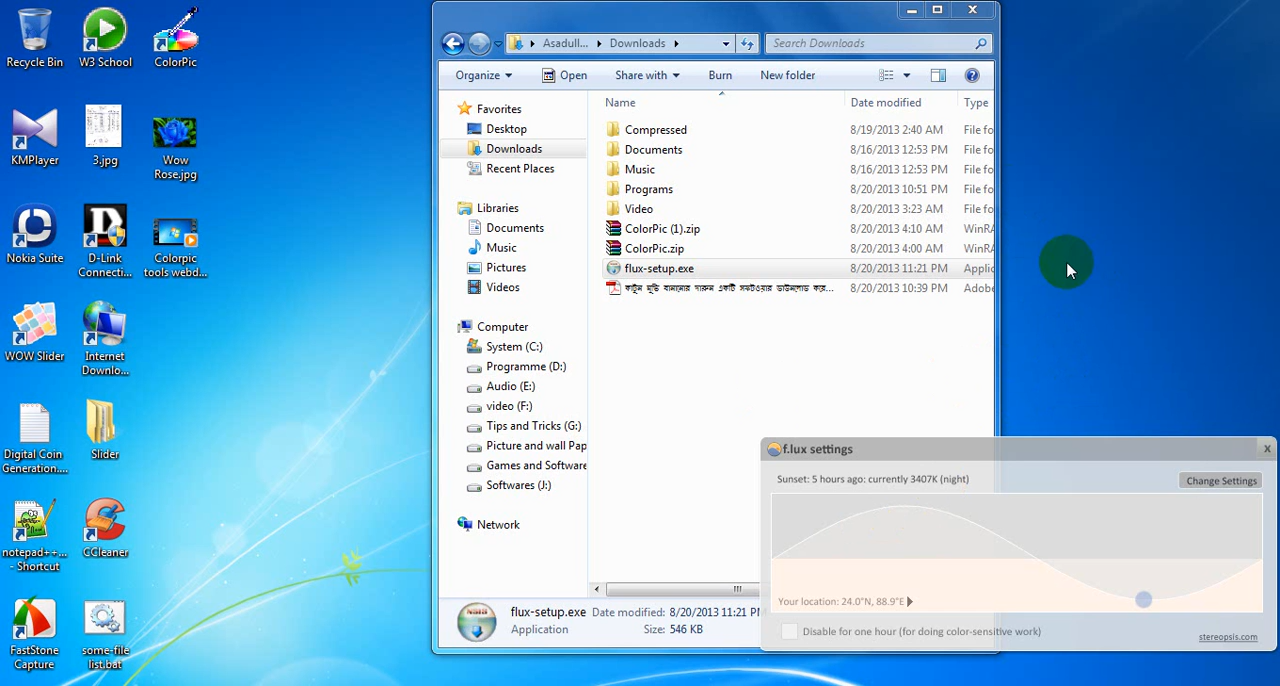 Recycle Bin
W3 School
ColorPic
KMPlayer
3.jpg
Wow
Rose.jpg
Nokia Suite
D-Link
Connecti...
Colorpic
tools webd...
WOW Slider
Internet
Downlo...
Digital Coin
Generation....
Slider
notepad++...
- Shortcut
CCleaner
FastStone
Capture
some-file
list.bat
Asadull...
Downloads
Search Downloads
Organize
Open
Share with
Burn
New folder
Favorites
Desktop
Downloads
Recent Places
Libraries
Documents
Music
Pictures
Videos
Computer
System (C:)
Programme (D:)
Audio (E:)
video (F:)
Tips and Tricks (G:)
Picture and wall Pap
Games and Software
Softwares (J:)
Network
Name Date modified Type
Compressed 8/19/2013 2:40 AM File fo
Documents 8/16/2013 12:53 PM File fo
Music 8/16/2013 12:53 PM File fo
Programs 8/20/2013 10:51 PM File fo
Video 8/20/2013 3:23 AM File fo
ColorPic (1).zip 8/20/2013 4:10 AM WinRA
ColorPic.zip 8/20/2013 4:00 AM WinRA
flux-setup.exe 8/20/2013 11:21 PM Applic
কার্টুন মুভি বানানোর দারুন একটি সফটওয়ার ডাউনলোড করে... 8/20/2013 10:39 PM Adobe
flux-setup.exe Date modified: 8/20/2013 11:21 PM
Application Size: 546 KB
f.lux settings
x
Sunset: 5 hours ago: currently 3407K (night)
Change Settings
Your location: 24.0°N, 88.9°E
Disable for one hour (for doing color-sensitive work)
stereopsis.com